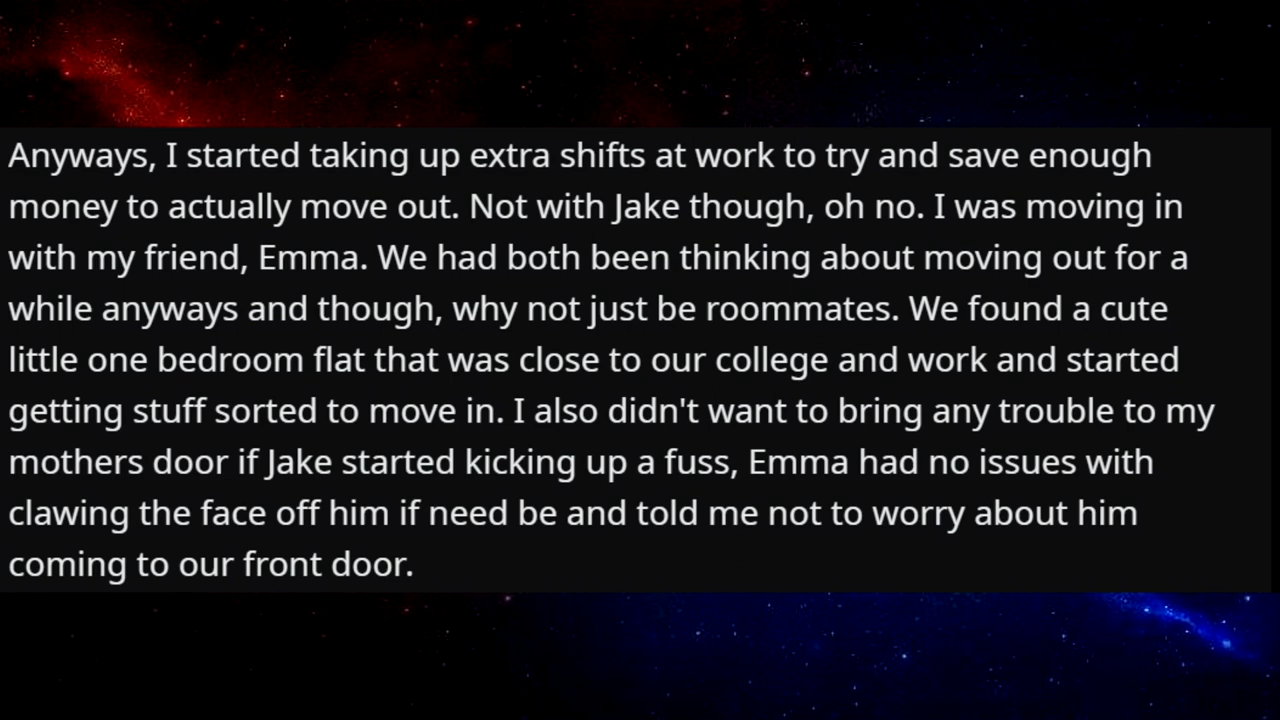 Anyways, I started taking up extra shifts at work to try and save enough
money to actually move out. Not with Jake though, oh no. I was moving in
with my friend, Emma. We had both been thinking about moving out for a
while anyways and though, why not just be roommates. We found a cute
little one bedroom flat that was close to our college and work and started
getting stuff sorted to move in. I also didn't want to bring any trouble to my
mothers door if Jake started kicking up a fuss, Emma had no issues with
clawing the face off him if need be and told me not to worry about him
coming to our front door.